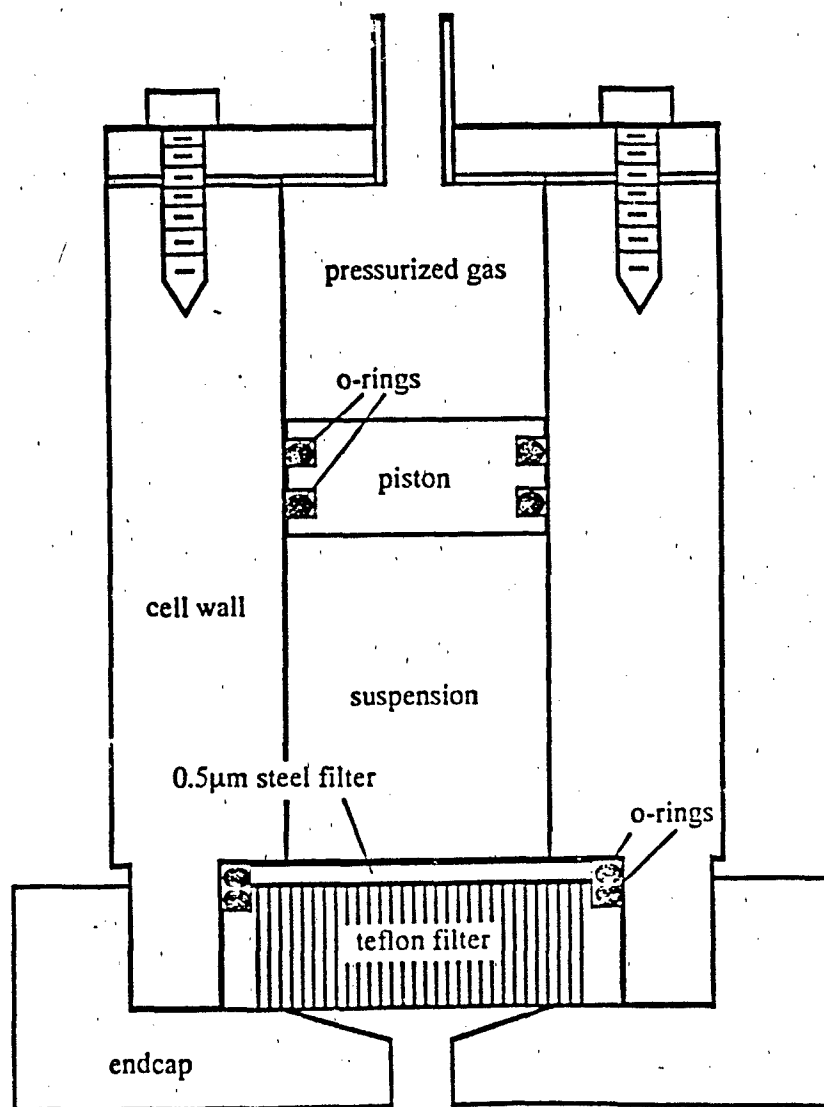 pressurized gas
o-rings
piston
cell wall
suspension
0.5μm steel filter
o-rings
teflon filter
endcap